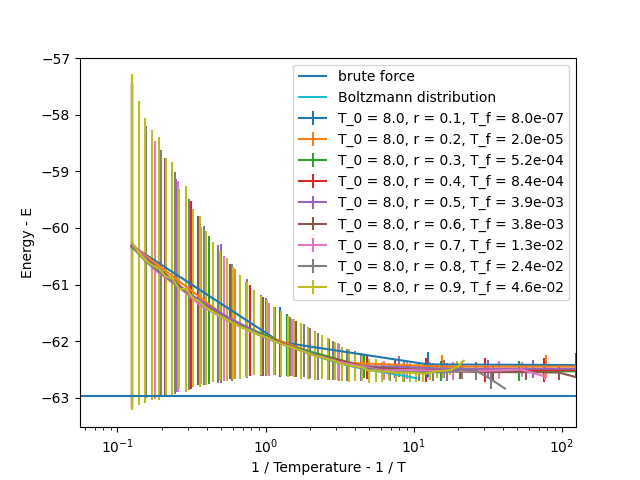 −57
−58
−59
−60
−61
−62
−63
Energy - E
brute force
Boltzmann distribution
T_0 = 8.0, r = 0.1, T_f = 8.0e-07
T_0 = 8.0, r = 0.2, T_f = 2.0e-05
T_0 = 8.0, r = 0.3, T_f = 5.2e-04
T_0 = 8.0, r = 0.4, T_f = 8.4e-04
T_0 = 8.0, r = 0.5, T_f = 3.9e-03
T_0 = 8.0, r = 0.6, T_f = 3.8e-03
T_0 = 8.0, r = 0.7, T_f = 1.3e-02
T_0 = 8.0, r = 0.8, T_f = 2.4e-02
T_0 = 8.0, r = 0.9, T_f = 4.6e-02
10⁻¹ 10⁰ 10¹ 10²
1 / Temperature - 1 / T